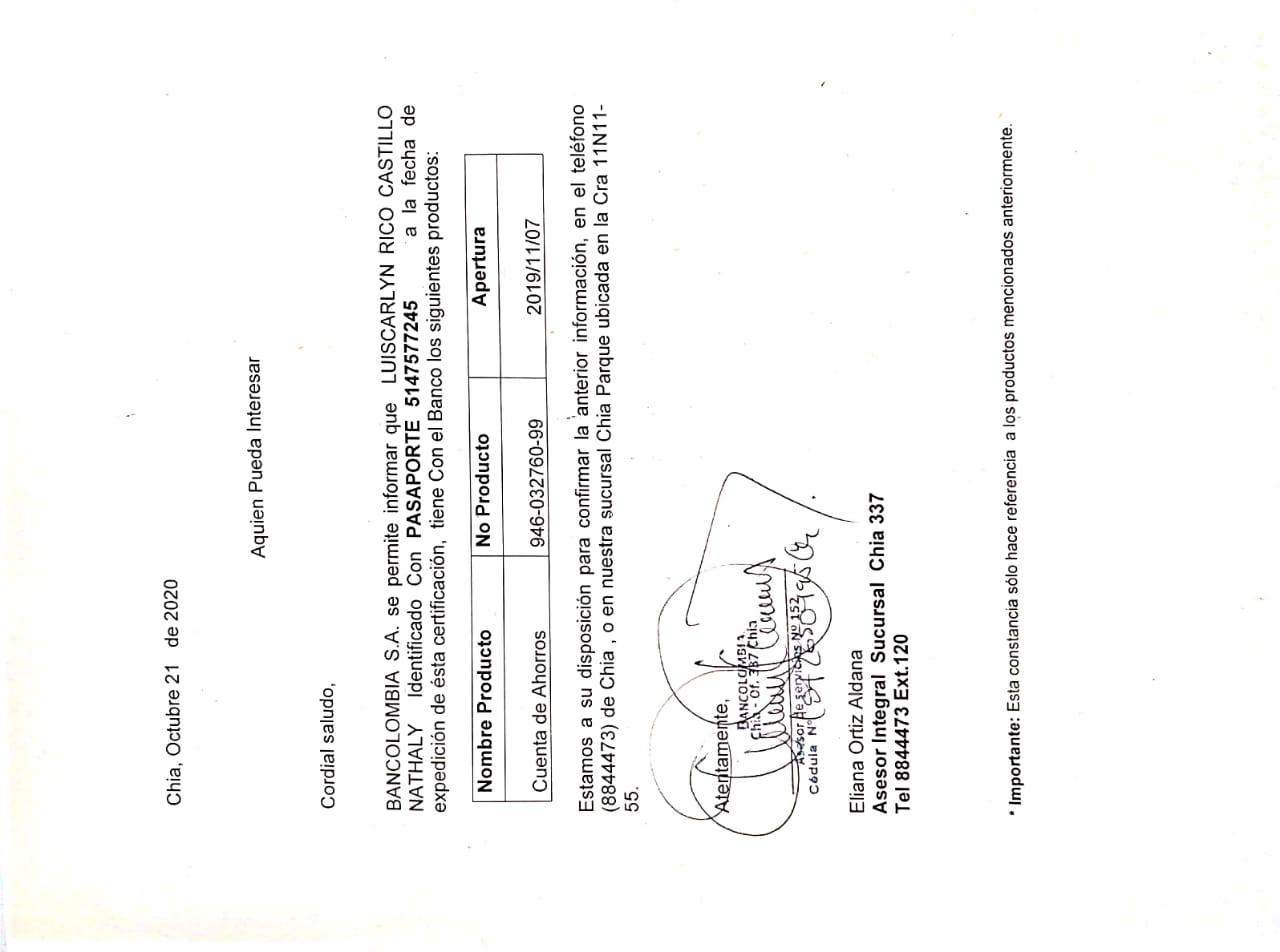 Chia, Octubre 21 de 2020
Aquien Pueda Interesar
Cordial saludo,
BANCOLOMBIA S.A. se permite informar que LUISCARLYN RICO CASTILLO
NATHALY Identificado Con PASAPORTE 5147577245 a la fecha de
expedición de ésta certificación, tiene Con el Banco los siguientes productos:
Nombre Producto No Producto Apertura
Cuenta de Ahorros 946-032760-99 2019/11/07
Estamos a su disposición para confirmar la anterior información, en el teléfono
(8844473) de Chia , o en nuestra sucursal Chia Parque ubicada en la Cra 11N11-
55.
Atentamente,
BANCOLOMBIA
Chia - Of. 337 Chia
Asesor de servicios Nº 152
Cédula Nº
Eliana Ortiz Aldana
Asesor Integral Sucursal Chia 337
Tel 8844473 Ext.120
* Importante: Esta constancia sólo hace referencia a los productos mencionados anteriormente.